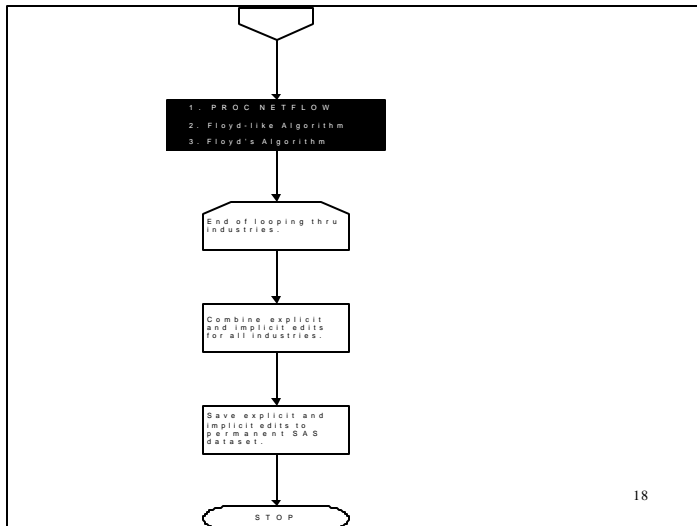 1. PROC NETFLOW
2. Floyd-like Algorithm
3. Floyd's Algorithm
End of looping thru
industries.
Combine explicit
and implicit edits
for all industries.
Save explicit and
implicit edits to
permanent SAS
dataset.
STOP
18